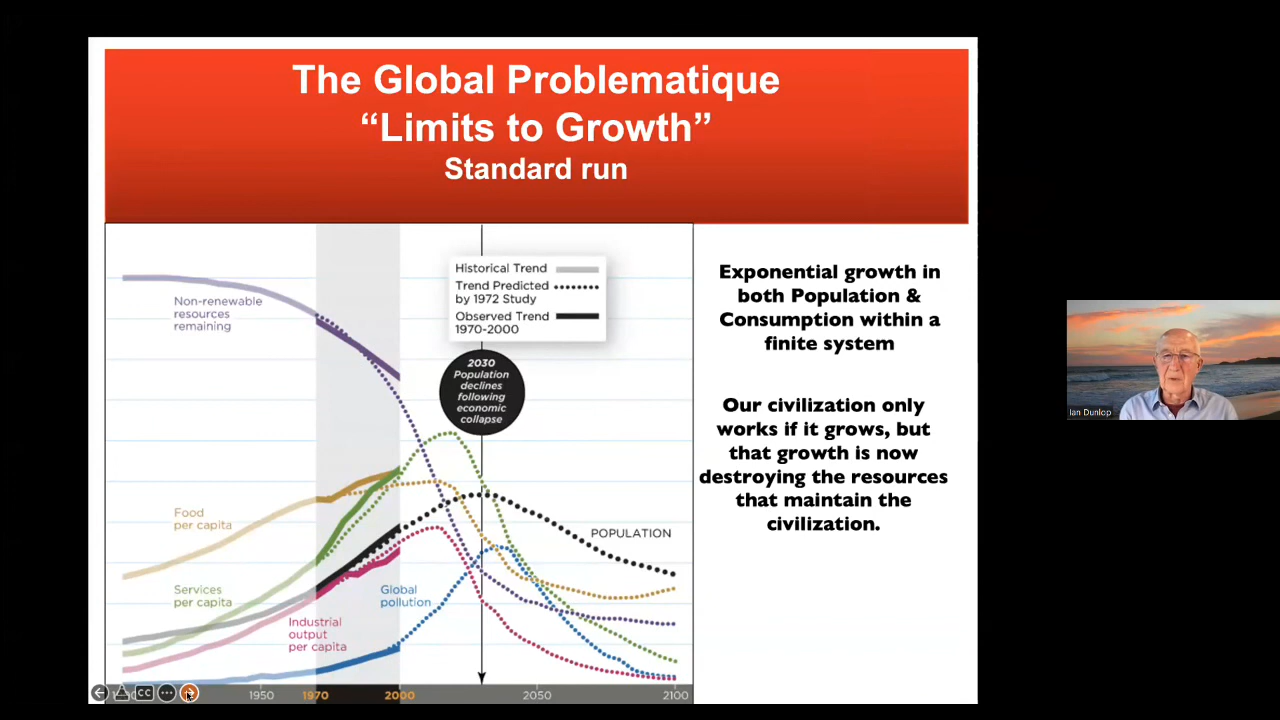 The Global Problematique
“Limits to Growth”
Standard run
Non-renewable
resources
remaining
Historical Trend
Trend Predicted
by 1972 Study
Observed Trend
1970-2000
2030
Population
declines
following
economic
collapse
Food
per capita
Services
per capita
Industrial
output
per capita
Global
pollution
POPULATION
CC
1950 1970 2000 2050 2100
Exponential growth in
both Population &
Consumption within a
finite system
Our civilization only
works if it grows, but
that growth is now
destroying the resources
that maintain the
civilization.
Ian Dunlop